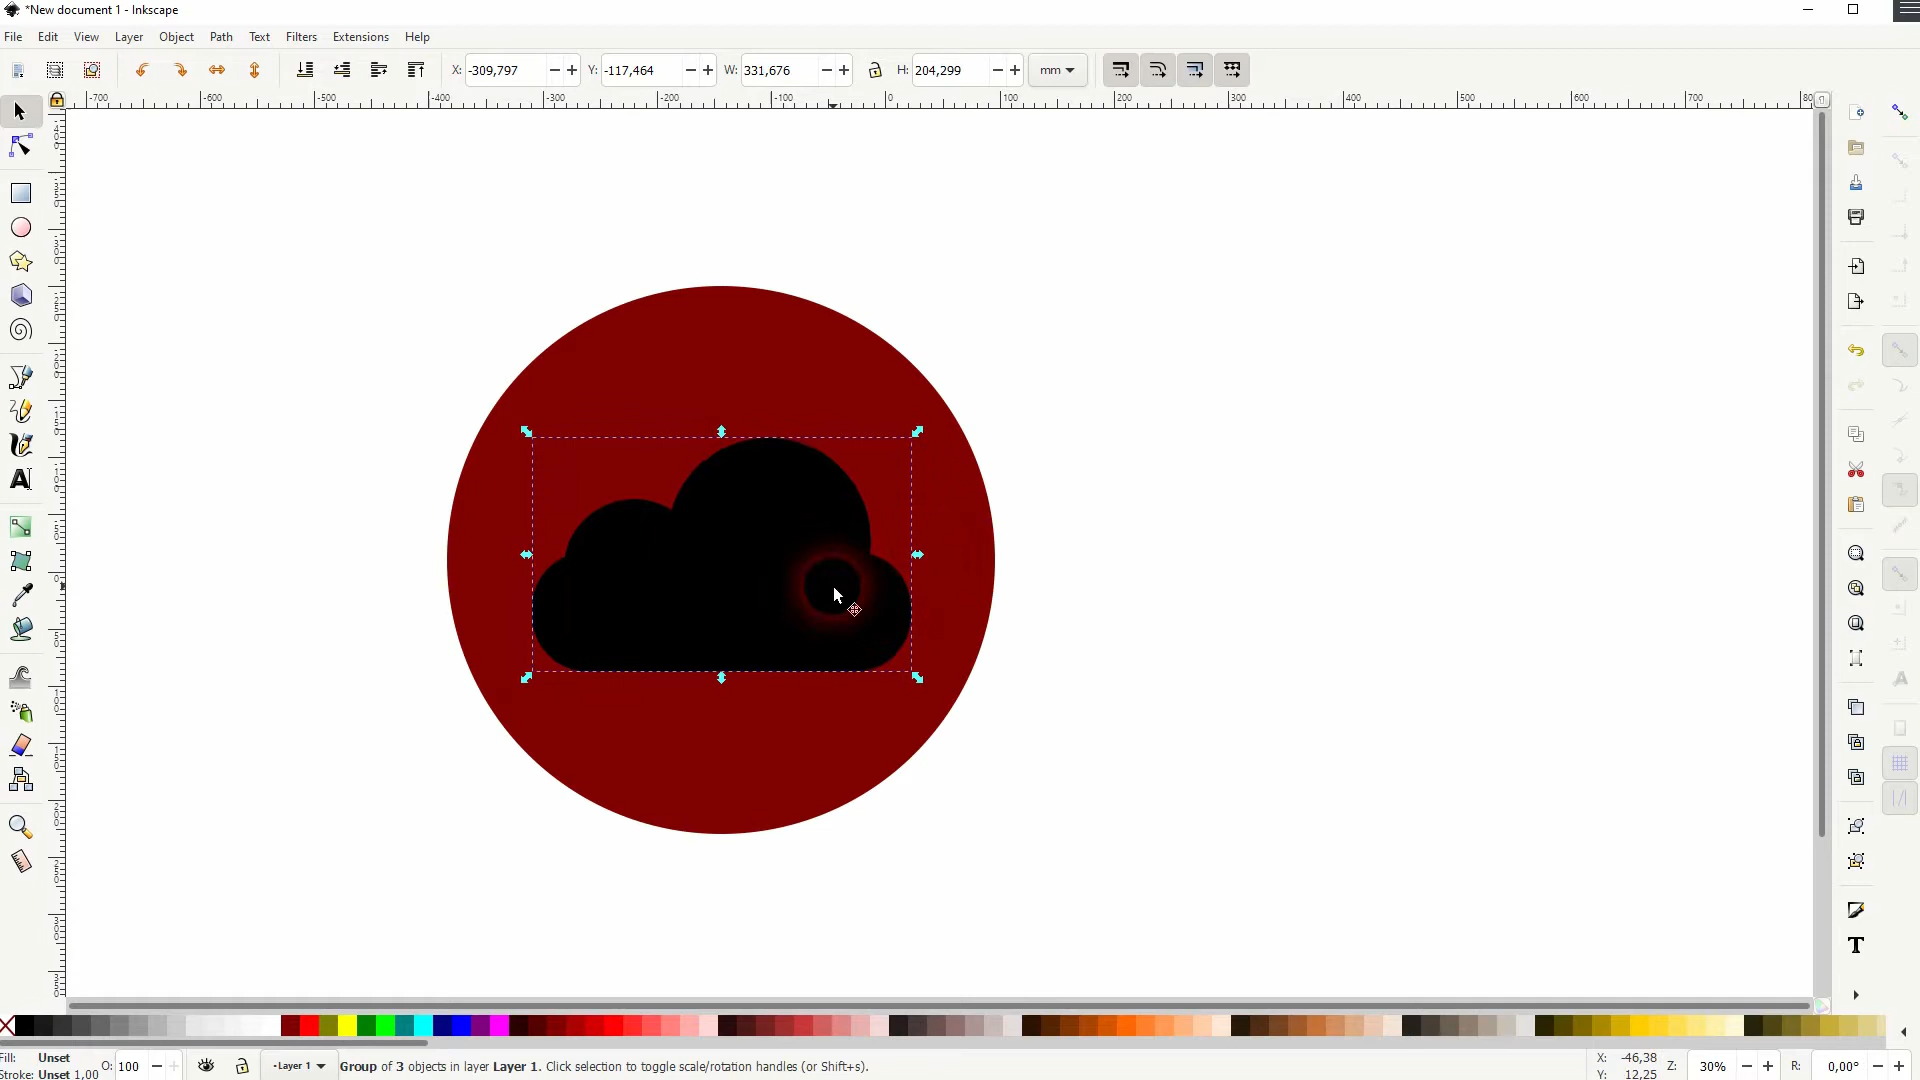 *New document 1 - Inkscape
File Edit View Layer Object Path Text Filters Extensions Help
X: -309,797 Y: -117,464 W: 331,676 H: 204,299 mm
-700 -600 -500 -400 -300 -200 -100 0 100 200 300 400 500 600 700 80
Fill: Unset O: 100 Layer 1 Group of 3 objects in layer Layer 1. Click selection to toggle scale/rotation handles (or Shift+s). X: -46,38 Z: 30% R: 0,00°
Stroke: Unset 1,00 Y: 12,25